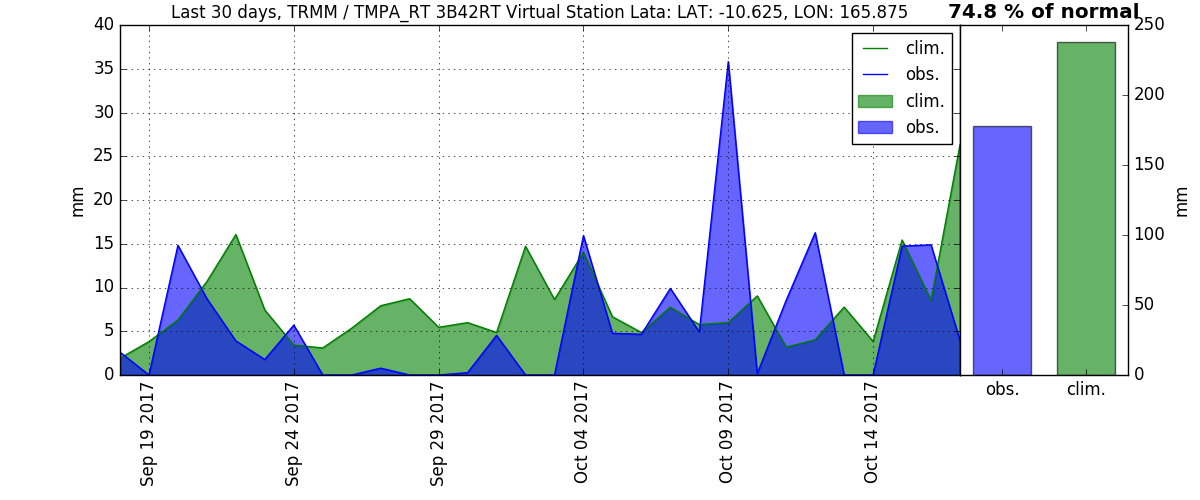 Last 30 days, TRMM / TMPA_RT 3B42RT Virtual Station Lata: LAT: -10.625, LON: 165.875
74.8 % of normal
40
35
30
25
20
15
10
5
0
mm
clim.
obs.
clim.
obs.
Sep 19 2017
Sep 24 2017
Sep 29 2017
Oct 04 2017
Oct 09 2017
Oct 14 2017
250
200
150
100
50
0
mm
obs.
clim.